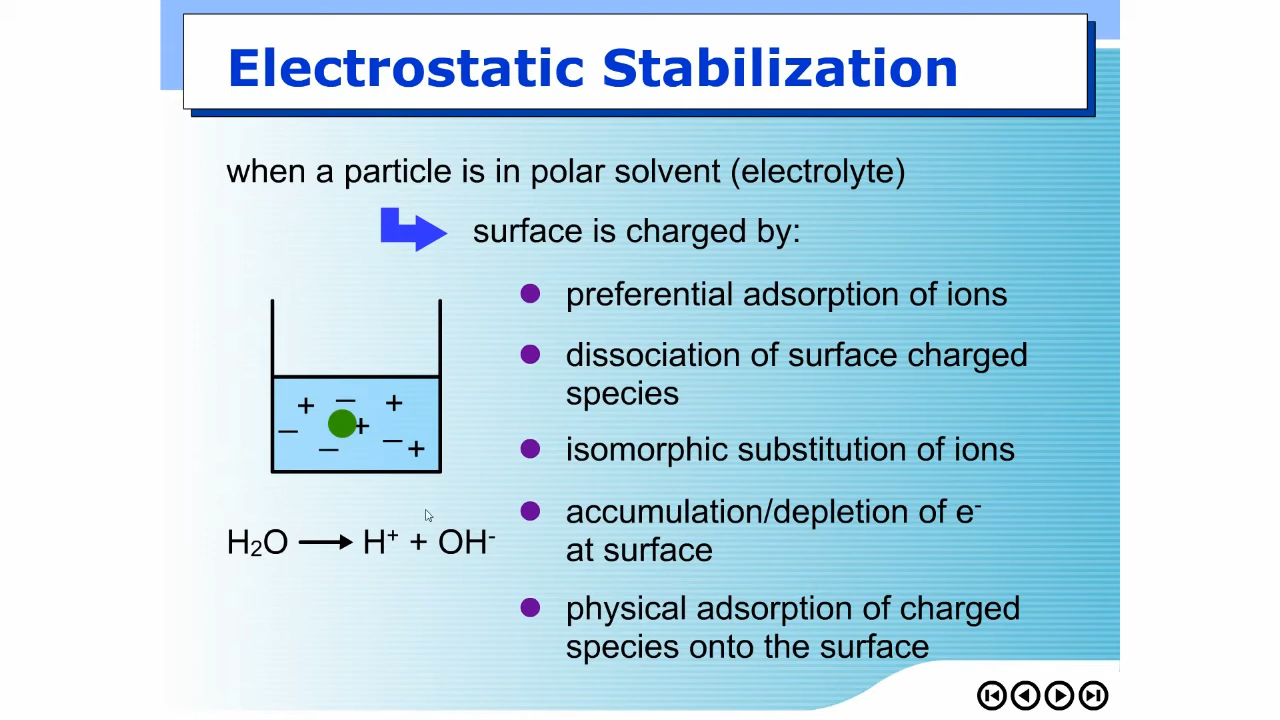 Electrostatic Stabilization
when a particle is in polar solvent (electrolyte)
surface is charged by:
preferential adsorption of ions
dissociation of surface charged
species
isomorphic substitution of ions
accumulation/depletion of e⁻
at surface
physical adsorption of charged
species onto the surface
+ – +
– +
– – +
H₂O ⟶ H⁺ + OH⁻